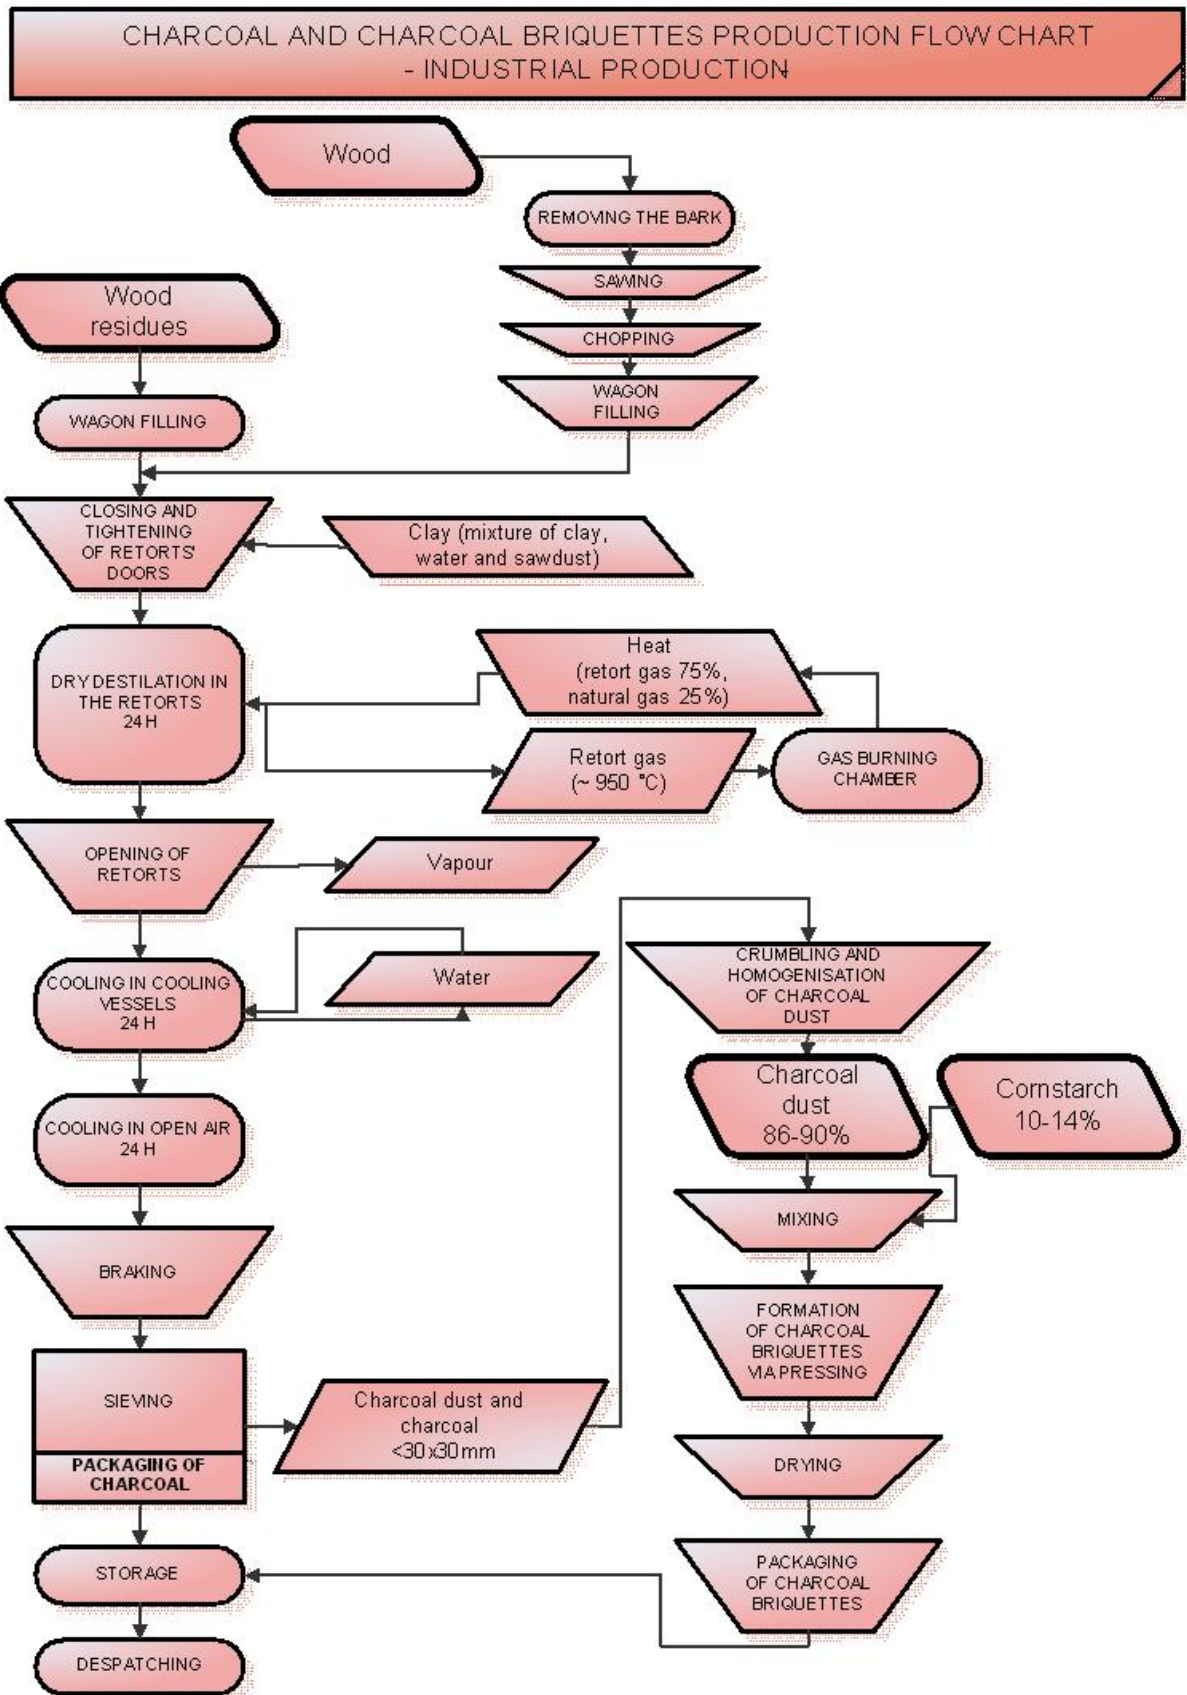 CHARCOAL AND CHARCOAL BRIQUETTES PRODUCTION FLOW CHART
- INDUSTRIAL PRODUCTION-
Wood
REMOVING THE BARK
SAWING
CHOPPING
WAGON
FILLING
Wood
residues
WAGON FILLING
CLOSING AND
TIGHTENING
OF RETORTS'
DOORS
Clay (mixture of clay,
water and sawdust)
DRY DESTILATION IN
THE RETORTS
24 H
Heat
(retort gas 75%,
natural gas 25%)
Retort gas
(~ 950 °C)
GAS BURNING
CHAMBER
OPENING OF
RETORTS
Vapour
COOLING IN COOLING
VESSELS
24 H
Water
COOLING IN OPEN AIR
24 H
BRAKING
SIEVING
PACKAGING OF
CHARCOAL
Charcoal dust and
charcoal
<30x30mm
CRUMBLING AND
HOMOGENISATION
OF CHARCOAL
DUST
Charcoal
dust
86-90%
Cornstarch
10-14%
MIXING
FORMATION
OF CHARCOAL
BRIQUETTES
VIA PRESSING
DRYING
PACKAGING
OF CHARCOAL
BRIQUETTES
STORAGE
DESPATCHING